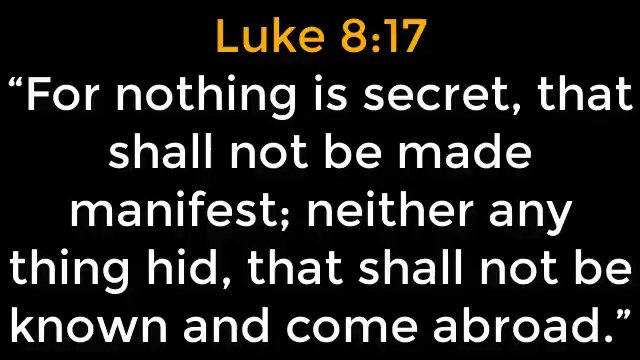 Luke 8:17
“For nothing is secret, that
shall not be made
manifest; neither any
thing hid, that shall not be
known and come abroad.”